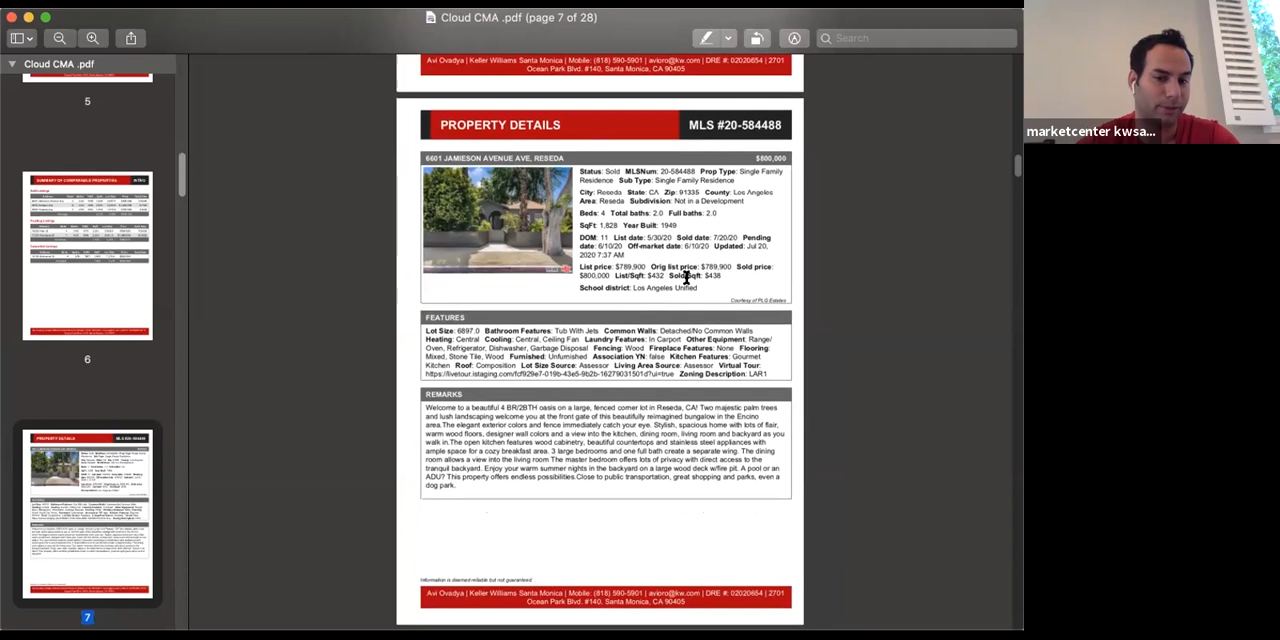 Cloud CMA .pdf (page 7 of 28)
Search
Cloud CMA .pdf
5
6
7
Avi Ovadya | Keller Williams Santa Monica | Mobile: (818) 590-5901 | avioro@kw.com | DRE #: 02020654 | 2701
Ocean Park Blvd. #140, Santa Monica, CA 90405
PROPERTY DETAILS
MLS #20-584488
6601 JAMIESON AVENUE AVE, RESEDA
$800,000
Status: Sold MLSNum: 20-584488 Prop Type: Single Family
Residence Sub Type: Single Family Residence
City: Reseda State: CA Zip: 91335 County: Los Angeles
Area: Reseda Subdivision: Not in a Development
Beds: 4 Total baths: 2.0 Full baths: 2.0
SqFt: 1,828 Year Built: 1949
DOM: 11 List date: 5/30/20 Sold date: 7/20/20 Pending
date: 6/10/20 Off-market date: 6/10/20 Updated: Jul 20,
2020 7:37 AM
List price: $789,900 Orig list price: $789,900 Sold price:
$800,000 List/Sqft: $432 Sold/Sqft: $438
School district: Los Angeles Unified
Courtesy of PLG Estates
FEATURES
Lot Size: 6897.0 Bathroom Features: Tub With Jets Common Walls: Detached/No Common Walls
Heating: Central Cooling: Central, Ceiling Fan Laundry Features: In Carport Other Equipment: Range/
Oven, Refrigerator, Dishwasher, Garbage Disposal Fencing: Wood Fireplace Features: None Flooring:
Mixed, Stone Tile, Wood Furnished: Unfurnished Association YN: false Kitchen Features: Gourmet
Kitchen Roof: Composition Lot Size Source: Assessor Living Area Source: Assessor Virtual Tour:
https://livetour.istaging.com/fcf929e7-019b-43e5-9b2b-16279031501d?ui=true Zoning Description: LAR1
REMARKS
Welcome to a beautiful 4 BR/2BTH oasis on a large, fenced corner lot in Reseda, CA! Two majestic palm trees
and lush landscaping welcome you at the front gate of this beautifully reimagined bungalow in the Encino
area.The elegant exterior colors and fence immediately catch your eye. Stylish, spacious home with lots of flair,
warm wood floors, designer wall colors and a view into the kitchen, dining room, living room and backyard as you
walk in.The open kitchen features wood cabinetry, beautiful countertops and stainless steel appliances with
ample space for a cozy breakfast area. 3 large bedrooms and one full bath create a separate wing. The dining
room allows a view into the living room The master bedroom offers lots of privacy with direct access to the
tranquil backyard. Enjoy your warm summer nights in the backyard on a large wood deck w/fire pit. A pool or an
ADU? This property offers endless possibilities.Close to public transportation, great shopping and parks, even a
dog park.
Information is deemed reliable but not guaranteed
Avi Ovadya | Keller Williams Santa Monica | Mobile: (818) 590-5901 | avioro@kw.com | DRE #: 02020654 | 2701
Ocean Park Blvd. #140, Santa Monica, CA 90405
marketcenter kwsa...